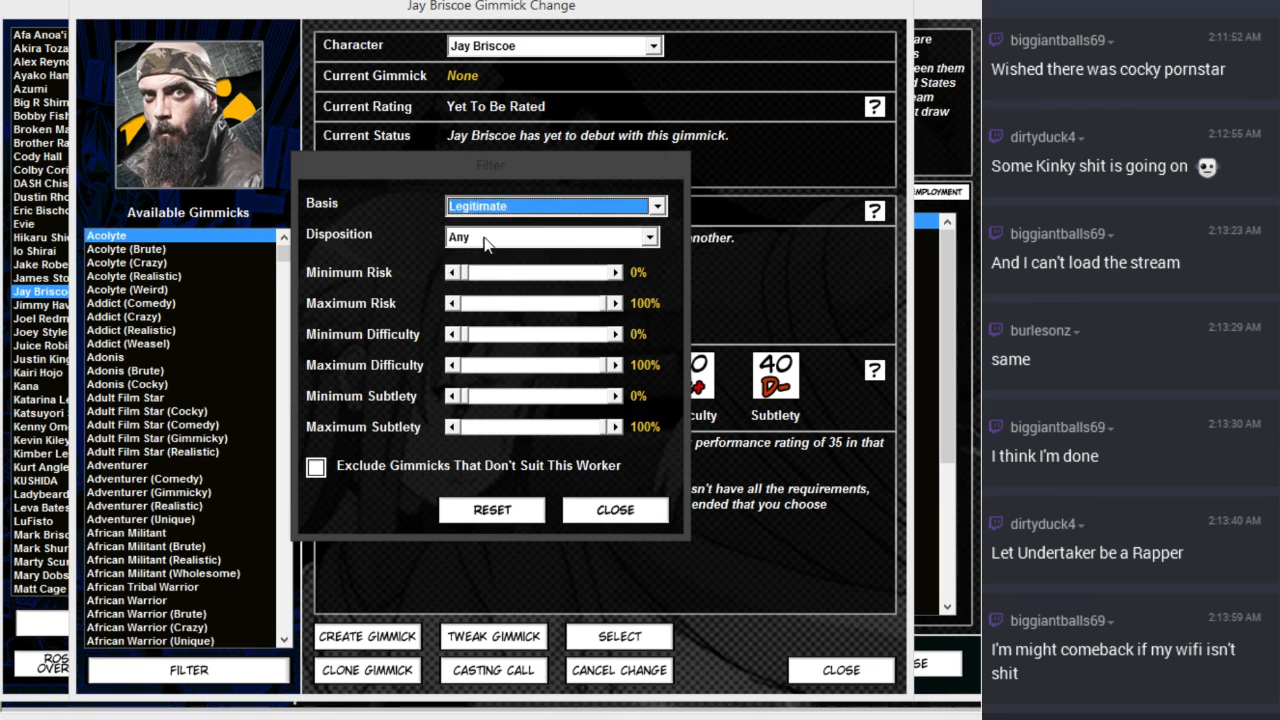 Jay Briscoe Gimmick Change
Afa Anoa'i
Akira Toza
Alex Reyno
Ayako Ham
Azumi
Big R Shim
Bobby Fish
Broken Ma
Brother Ra
Cody Hall
Colby Cori
DASH Chis
Dustin Rho
Eric Bischo
Evie
Hikaru Shi
Io Shirai
Jake Robe
James Sto
Jay Brisco
Jimmy Hav
Joel Redm
Joey Style
Juice Robi
Justin King
Kairi Hojo
Kana
Katarina Le
Katsuyori
Kenny Ome
Kevin Kiley
Kimber Le
Kurt Angle
KUSHIDA
Ladybeard
Leva Bates
LuFisto
Mark Brisc
Mark Shur
Marty Scur
Mary Dobs
Matt Cage
ROS
OVER
Available Gimmicks
Acolyte
Acolyte (Brute)
Acolyte (Crazy)
Acolyte (Realistic)
Acolyte (Weird)
Addict (Comedy)
Addict (Crazy)
Addict (Realistic)
Addict (Weasel)
Adonis
Adonis (Brute)
Adonis (Cocky)
Adult Film Star
Adult Film Star (Cocky)
Adult Film Star (Comedy)
Adult Film Star (Gimmicky)
Adult Film Star (Realistic)
Adventurer
Adventurer (Comedy)
Adventurer (Gimmicky)
Adventurer (Realistic)
Adventurer (Unique)
African Militant
African Militant (Brute)
African Militant (Realistic)
African Militant (Wholesome)
African Tribal Warrior
African Warrior
African Warrior (Brute)
African Warrior (Crazy)
African Warrior (Unique)
FILTER
Character Jay Briscoe
Current Gimmick None
Current Rating Yet To Be Rated ?
Current Status Jay Briscoe has yet to debut with this gimmick.
Filter
Basis Legitimate
Disposition Any
Minimum Risk 0%
Maximum Risk 100%
Minimum Difficulty 0%
Maximum Difficulty 100%
Minimum Subtlety 0%
Maximum Subtlety 100%
Exclude Gimmicks That Don't Suit This Worker
RESET CLOSE
?
another.
40
D-
?
culty Subtlety
performance rating of 35 in that
sn't have all the requirements,
ended that you choose
CREATE GIMMICK TWEAK GIMMICK SELECT
CLONE GIMMICK CASTING CALL CANCEL CHANGE CLOSE
are
s
een them
d States
eam
t draw
MPLOYMENT
SE
biggiantballs69 2:11:52 AM
Wished there was cocky pornstar
dirtyduck4 2:12:55 AM
Some Kinky shit is going on
biggiantballs69 2:13:23 AM
And I can't load the stream
burlesonz 2:13:29 AM
same
biggiantballs69 2:13:30 AM
I think I'm done
dirtyduck4 2:13:40 AM
Let Undertaker be a Rapper
biggiantballs69 2:13:59 AM
I'm might comeback if my wifi isn't
shit